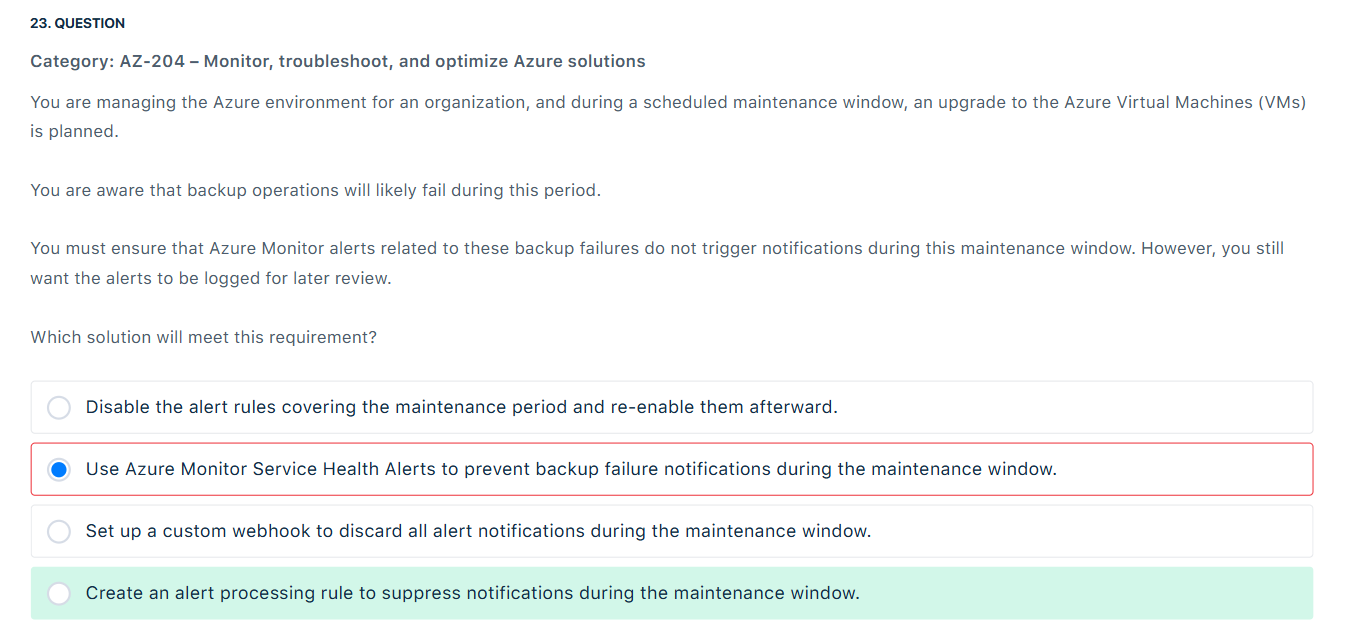 23. QUESTION
Category: AZ-204 – Monitor, troubleshoot, and optimize Azure solutions
You are managing the Azure environment for an organization, and during a scheduled maintenance window, an upgrade to the Azure Virtual Machines (VMs)
is planned.
You are aware that backup operations will likely fail during this period.
You must ensure that Azure Monitor alerts related to these backup failures do not trigger notifications during this maintenance window. However, you still
want the alerts to be logged for later review.
Which solution will meet this requirement?
Disable the alert rules covering the maintenance period and re-enable them afterward.
Use Azure Monitor Service Health Alerts to prevent backup failure notifications during the maintenance window.
Set up a custom webhook to discard all alert notifications during the maintenance window.
Create an alert processing rule to suppress notifications during the maintenance window.